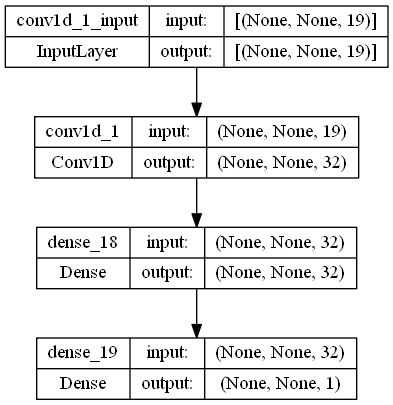 conv1d_1_input input: [(None, None, 19)]
InputLayer output: [(None, None, 19)]
conv1d_1 input: (None, None, 19)
Conv1D output: (None, None, 32)
dense_18 input: (None, None, 32)
Dense output: (None, None, 32)
dense_19 input: (None, None, 32)
Dense output: (None, None, 1)